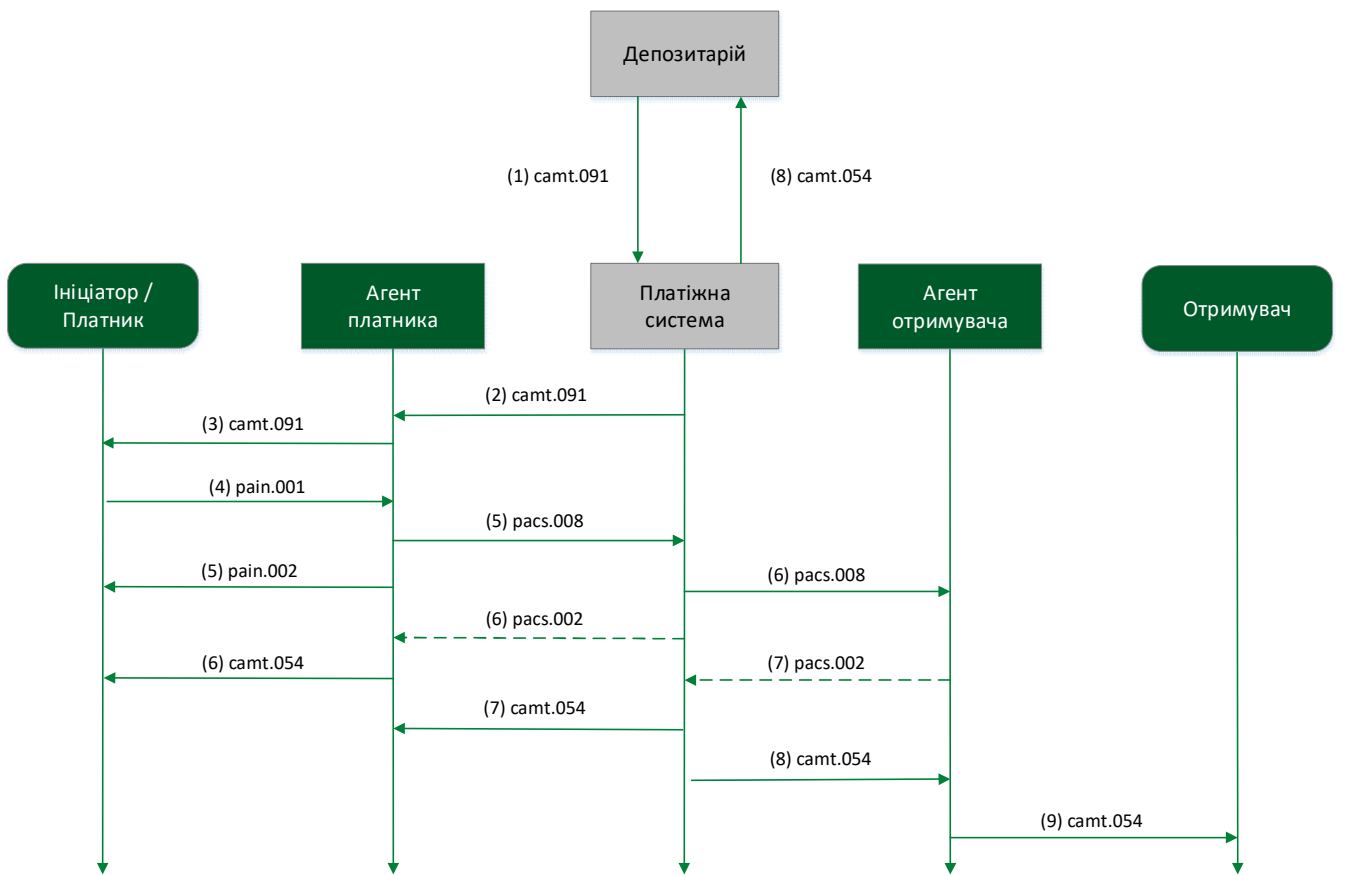 Депозитарій
(1) camt.091
(8) camt.054
Ініціатор /
Платник
Агент
платника
Платіжна
система
Агент
отримувача
Отримувач
(2) camt.091
(3) camt.091
(4) pain.001
(5) pacs.008
(5) pain.002
(6) pacs.008
(6) pacs.002
(6) camt.054
(7) pacs.002
(7) camt.054
(8) camt.054
(9) camt.054